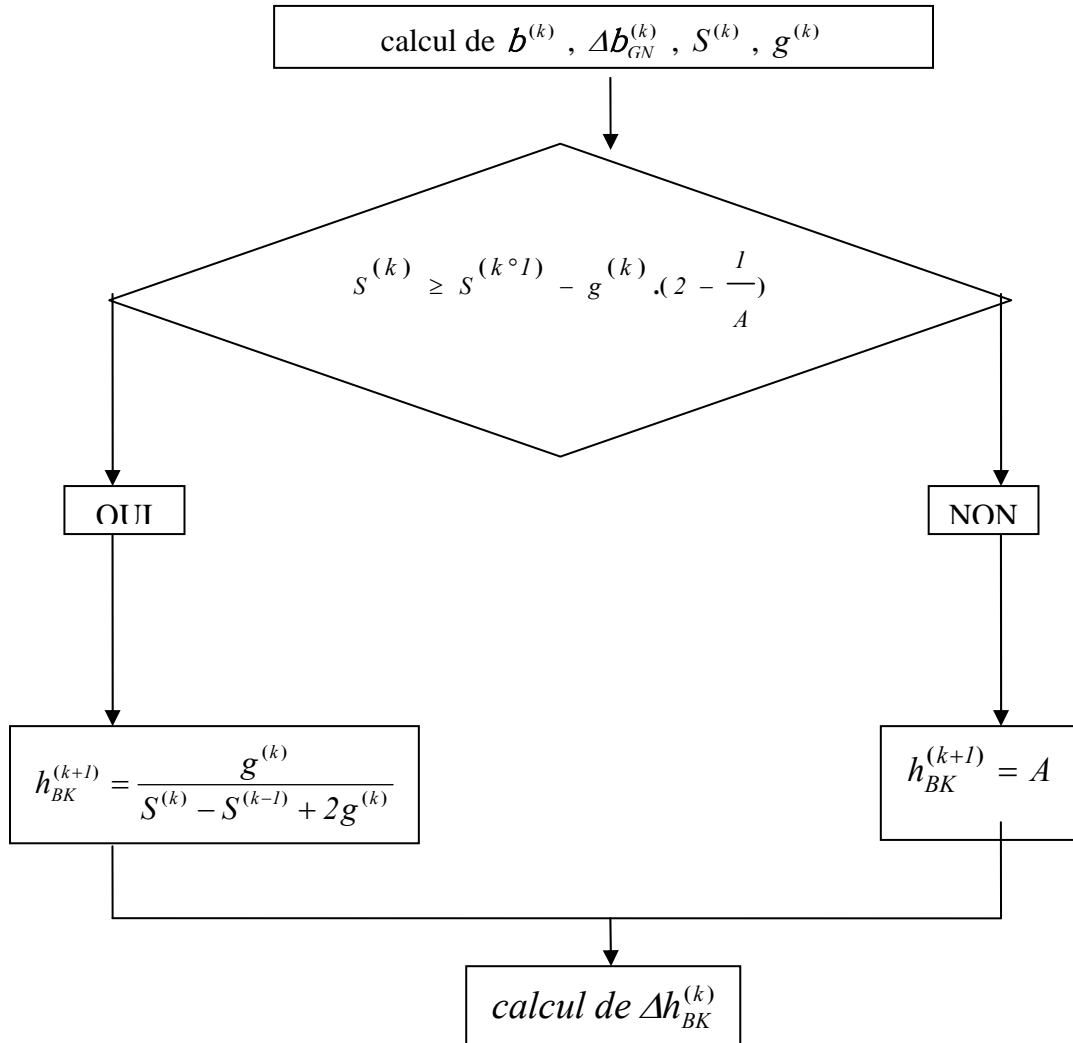 calcul de b^(k) , Δb_GN^(k) , S^(k) , g^(k)
S^(k) ≥ S^(k°1) − g^(k) .(2 − 1/A)
OUI
NON
h_BK^(k+1) = g^(k) / (S^(k) − S^(k−1) + 2g^(k))
h_BK^(k+1) = A
calcul de Δh_BK^(k)